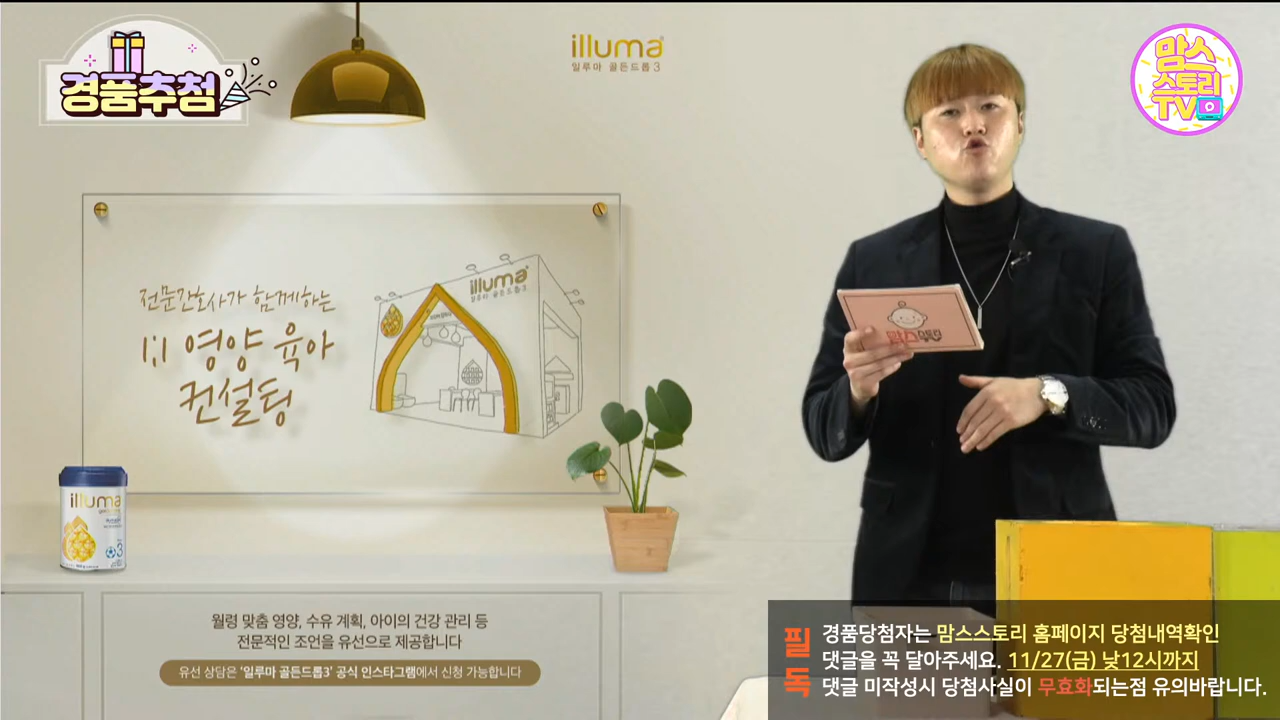 경품추첨
illuma
일루마 골든드롭 3
맘스
스토리
TV
전문간호사가 함께하는
1:1 영양 육아
컨설팅
illuma
일루마 골든드롭 3
illuma
3
맘스
월령 맞춤 영양, 수유 계획, 아이의 건강 관리 등
전문적인 조언을 유선으로 제공합니다
유선 상담은 '일루마 골든드롭3' 공식 인스타그램에서 신청 가능합니다
필독
경품당첨자는 맘스스토리 홈페이지 당첨내역확인
댓글을 꼭 달아주세요. 11/27(금) 낮12시까지
댓글 미작성시 당첨사실이 무효화되는점 유의바랍니다.